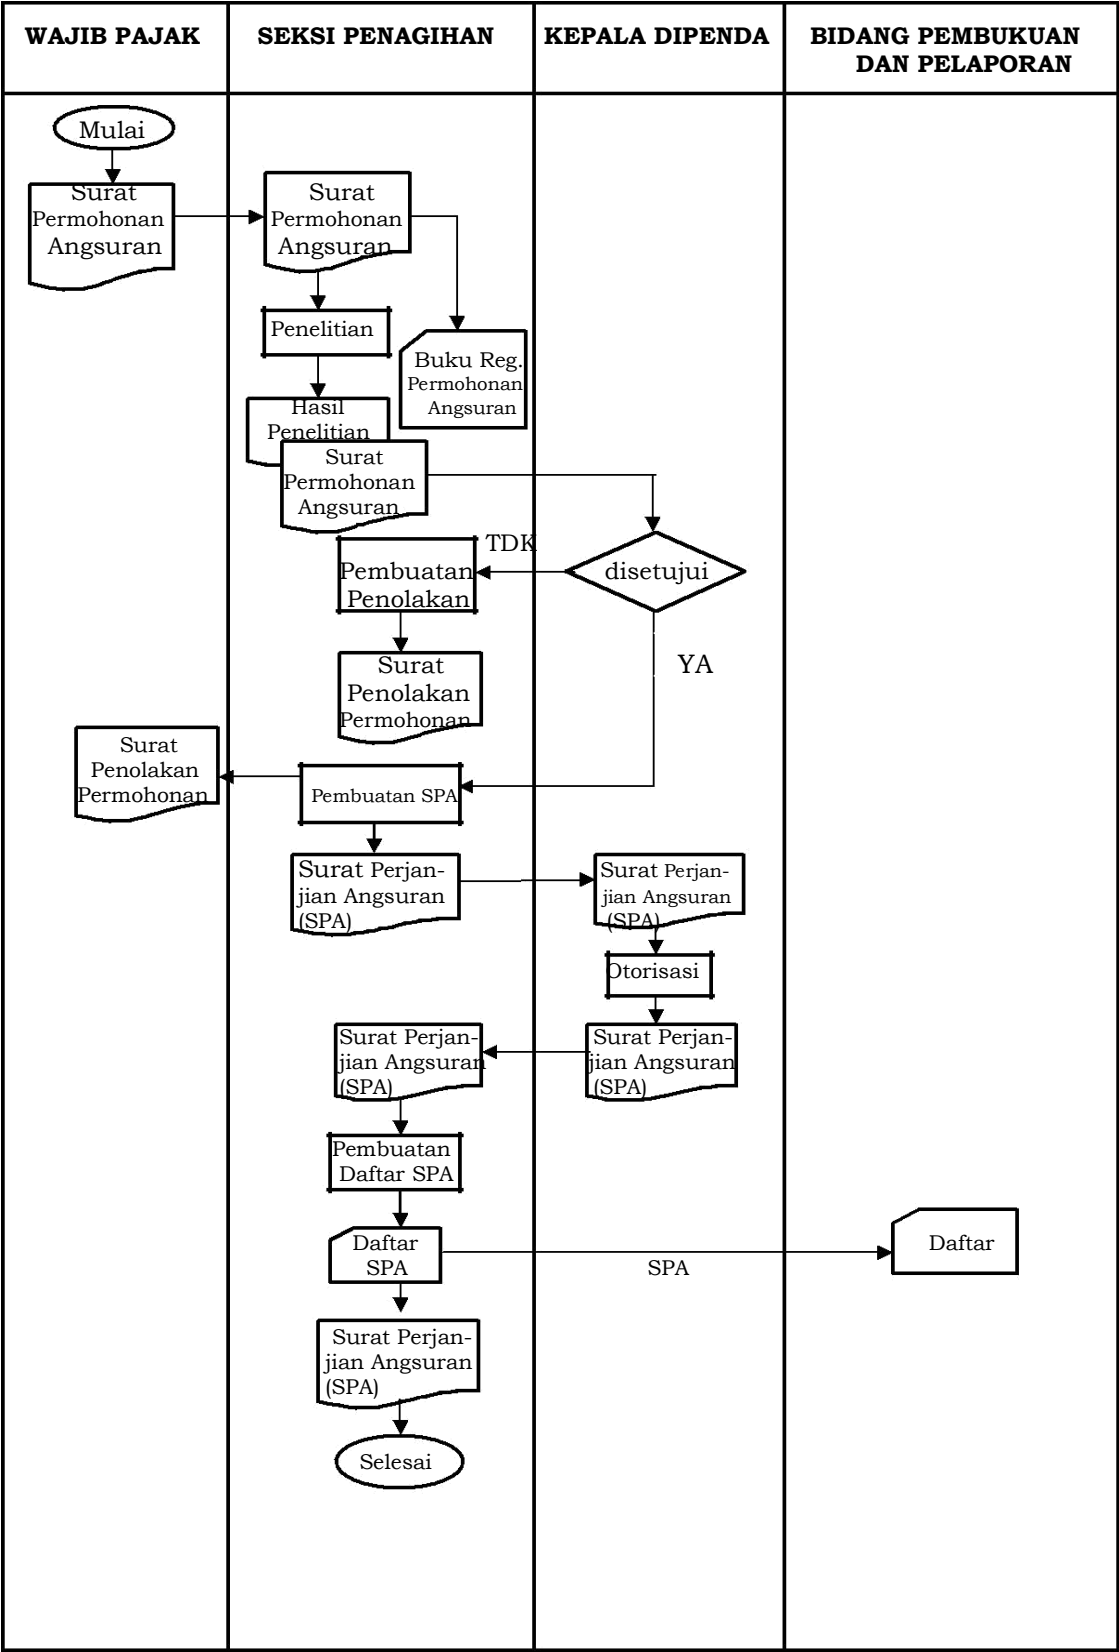 WAJIB PAJAK
SEKSI PENAGIHAN
KEPALA DIPENDA
BIDANG PEMBUKUAN
DAN PELAPORAN
Mulai
Surat
Permohonan
Angsuran
Surat
Permohonan
Angsuran
Penelitian
Buku Reg.
Permohonan
Angsuran
Hasil
Penelitian
Surat
Permohonan
Angsuran
disetujui
TDK
Pembuatan
Penolakan
YA
Surat
Penolakan
Permohonan
Surat
Penolakan
Permohonan
Pembuatan SPA
Surat Perjan-
jian Angsuran
(SPA)
Surat Perjan-
jian Angsuran
(SPA)
Otorisasi
Surat Perjan-
jian Angsuran
(SPA)
Surat Perjan-
jian Angsuran
(SPA)
Pembuatan
Daftar SPA
Daftar
SPA
SPA
Daftar
Surat Perjan-
jian Angsuran
(SPA)
Selesai